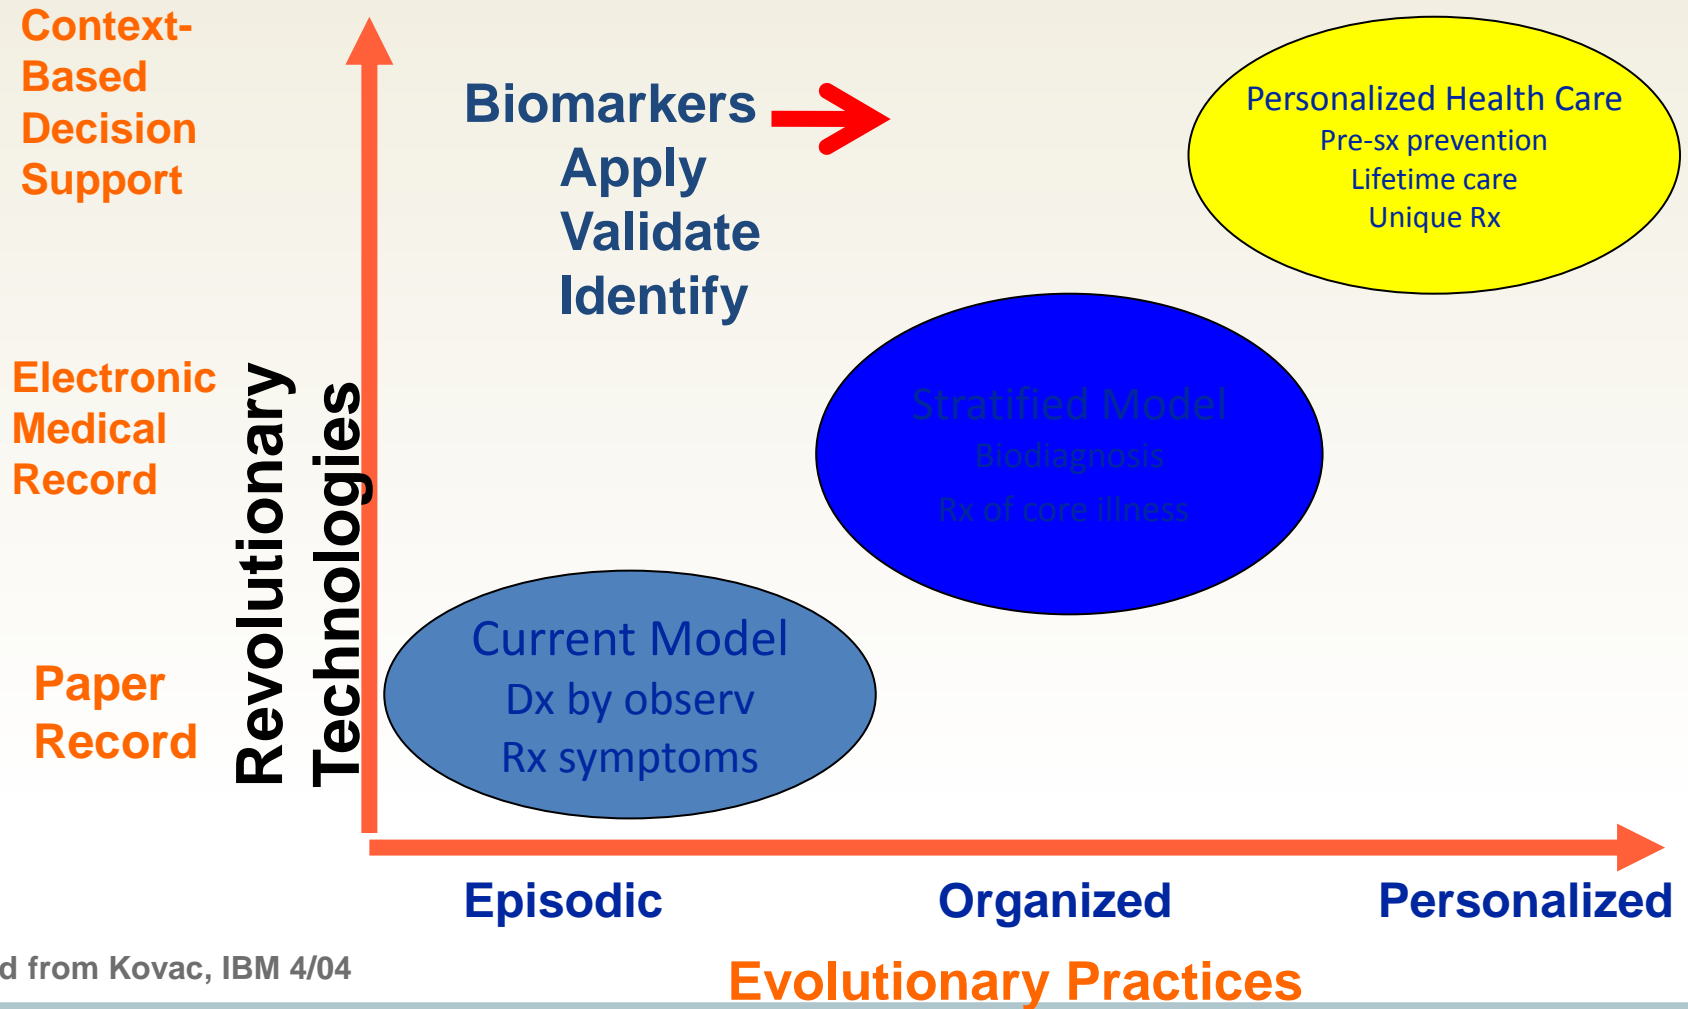 Context-
Based
Decision
Support
Biomarkers
Apply
Validate
Identify
Personalized Health Care
Pre-sx prevention
Lifetime care
Unique Rx
Electronic
Medical
Record
Revolutionary
Technologies
Stratified Model
Biodiagnosis
Rx of core illness
Paper
Record
Current Model
Dx by observ
Rx symptoms
Episodic
Organized
Personalized
d from Kovac, IBM 4/04
Evolutionary Practices